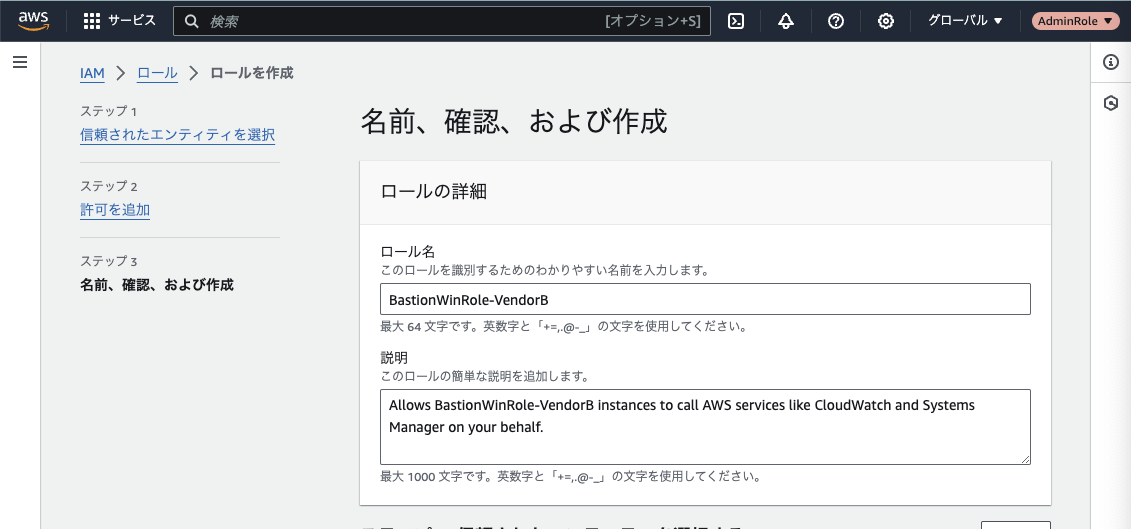 aws
サービス
検索
[オプション+S]
グローバル
AdminRole
IAM
ロール
ロールを作成
ステップ 1
信頼されたエンティティを選択
ステップ 2
許可を追加
ステップ 3
名前、確認、および作成
名前、確認、および作成
ロールの詳細
ロール名
このロールを識別するためのわかりやすい名前を入力します。
BastionWinRole-VendorB
最大 64 文字です。英数字と「+=,.@-_」の文字を使用してください。
説明
このロールの簡単な説明を追加します。
Allows BastionWinRole-VendorB instances to call AWS services like CloudWatch and Systems
Manager on your behalf.
最大 1000 文字です。英数字と「+=,.@-_」の文字を使用してください。